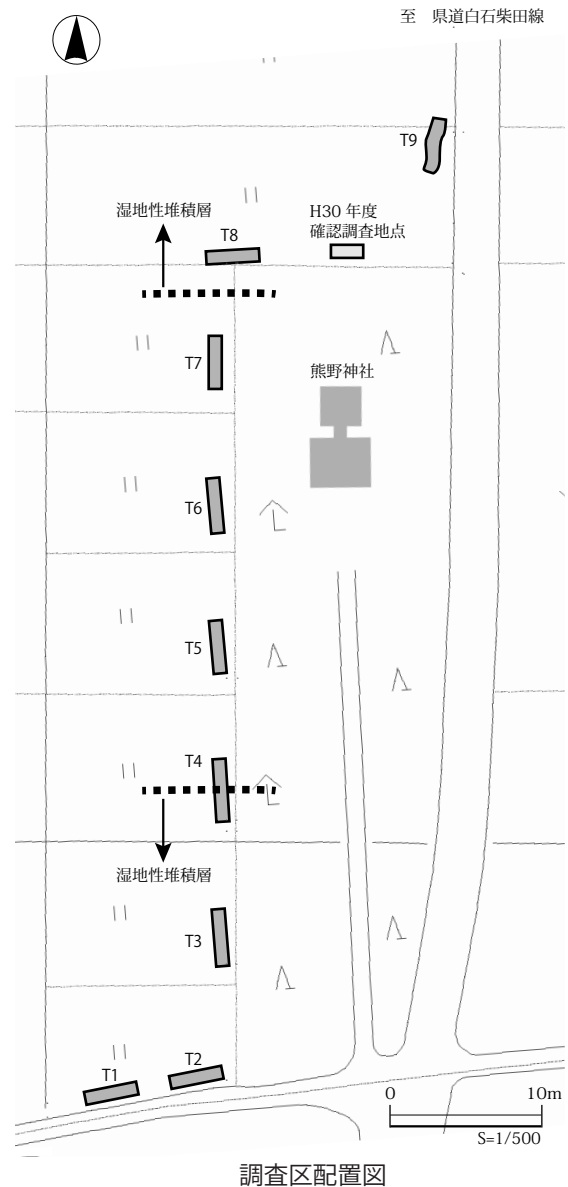 至　県道白石柴田線
T9
湿地性堆積層
T8
H30 年度
確認調査地点
T7
熊野神社
T6
T5
T4
湿地性堆積層
T3
T1
T2
0
10m
S=1/500
調査区配置図